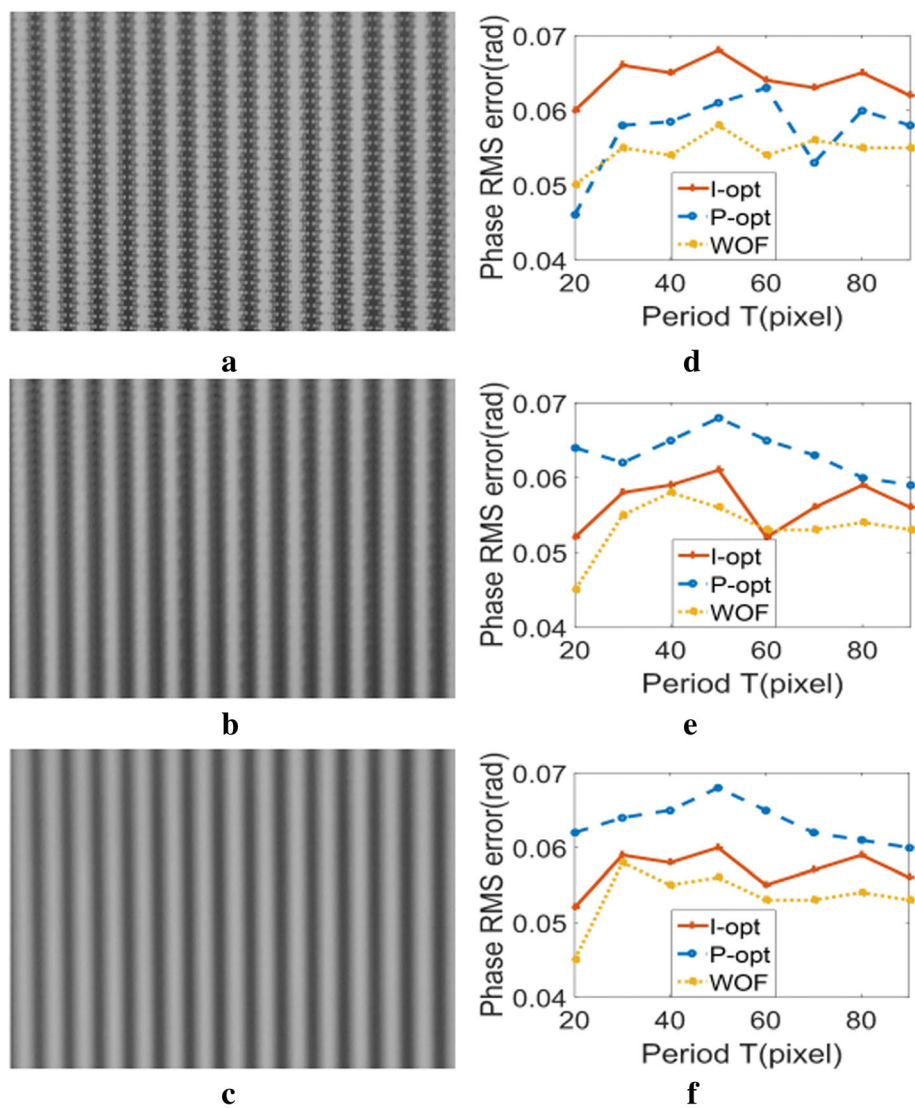 0.07
0.06
0.05
0.04
Phase RMS error(rad)
I-opt
P-opt
WOF
20 40 60 80
Period T(pixel)
a d
0.07
0.06
0.05
0.04
Phase RMS error(rad)
I-opt
P-opt
WOF
20 40 60 80
Period T(pixel)
b e
0.07
0.06
0.05
0.04
Phase RMS error(rad)
I-opt
P-opt
WOF
20 40 60 80
Period T(pixel)
c f